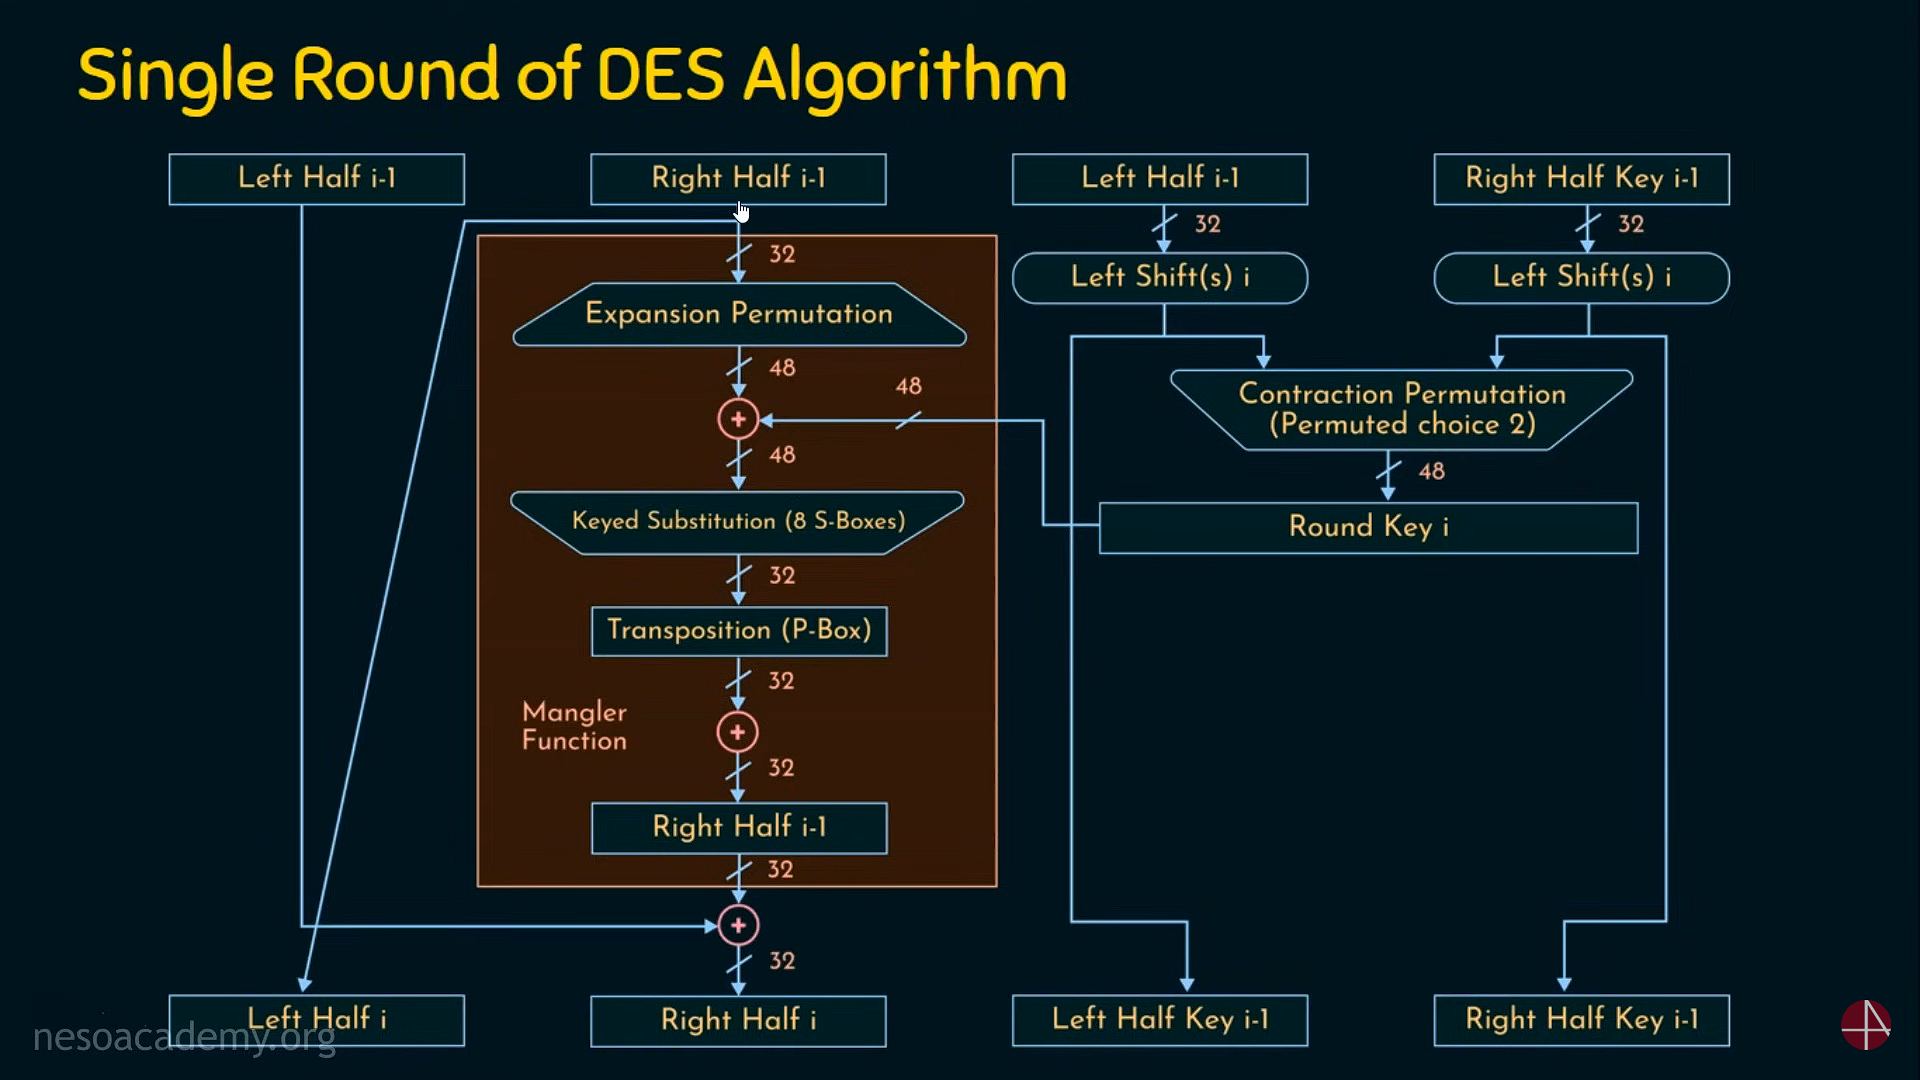 Single Round of DES Algorithm
Left Half i-1
Right Half i-1
Left Half i-1
Right Half Key i-1
32
32
32
Left Shift(s) i
Left Shift(s) i
Expansion Permutation
48
48
Contraction Permutation
(Permuted choice 2)
+
48
48
Keyed Substitution (8 S-Boxes)
Round Key i
32
Transposition (P-Box)
32
Mangler
Function
+
32
Right Half i-1
32
+
32
Left Half i
Right Half i
Left Half Key i-1
Right Half Key i-1
nesoacademy.org